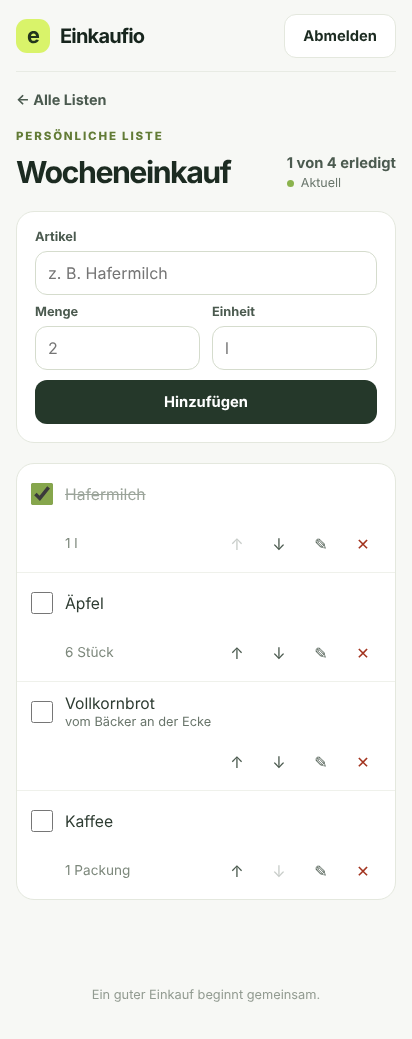 e Einkaufio
Abmelden
← Alle Listen
PERSÖNLICHE LISTE
Wocheneinkauf
1 von 4 erledigt
Aktuell
Artikel
z. B. Hafermilch
Menge
Einheit
2
l
Hinzufügen
Hafermilch
1 l
↑ ↓ ✎ ✕
Äpfel
6 Stück
↑ ↓ ✎ ✕
Vollkornbrot
vom Bäcker an der Ecke
↑ ↓ ✎ ✕
Kaffee
1 Packung
↑ ↓ ✎ ✕
Ein guter Einkauf beginnt gemeinsam.